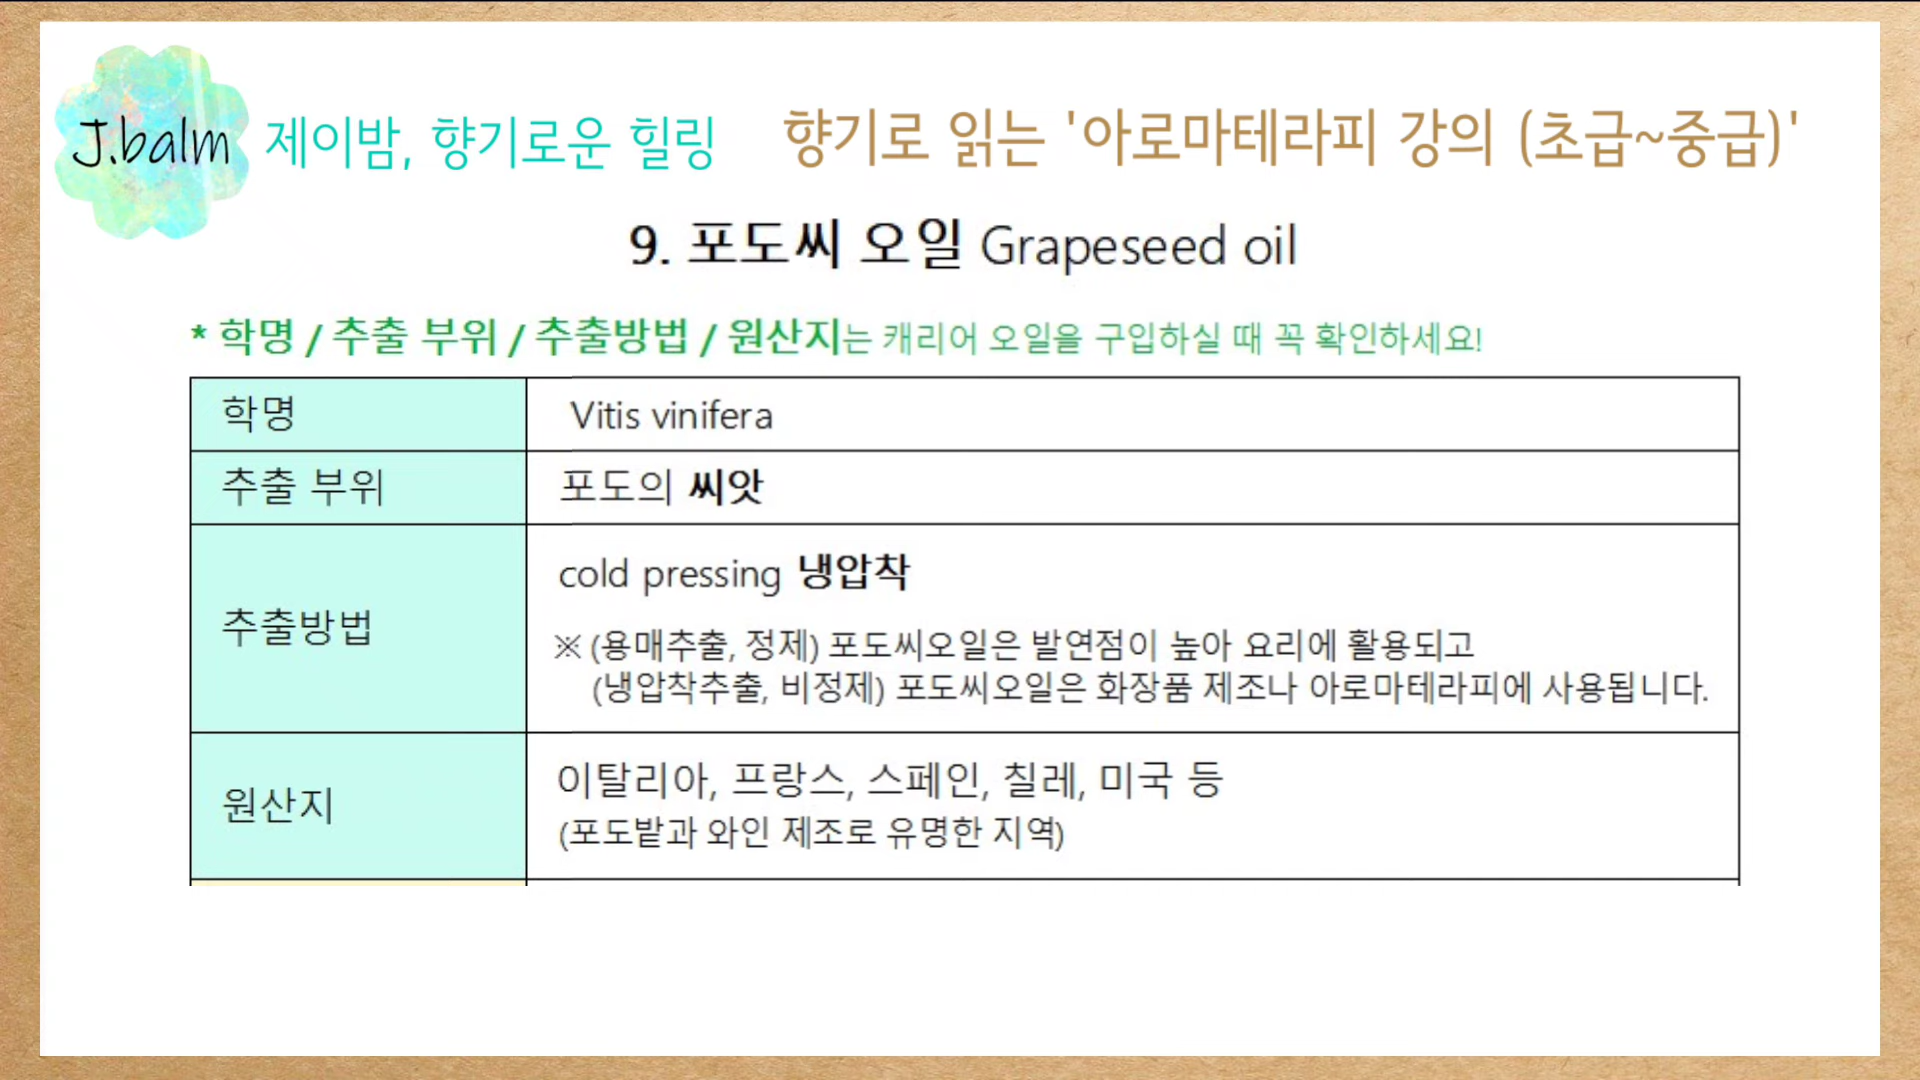 J.balm 제이밤, 향기로운 힐링 향기로 읽는 '아로마테라피 강의 (초급~중급)'
9. 포도씨 오일 Grapeseed oil
* 학명 / 추출 부위 / 추출방법 / 원산지는 캐리어 오일을 구입하실 때 꼭 확인하세요!
학명 Vitis vinifera
추출 부위 포도의 씨앗
cold pressing 냉압착
추출방법
※ (용매추출, 정제) 포도씨오일은 발연점이 높아 요리에 활용되고
(냉압착추출, 비정제) 포도씨오일은 화장품 제조나 아로마테라피에 사용됩니다.
이탈리아, 프랑스, 스페인, 칠레, 미국 등
원산지
(포도밭과 와인 제조로 유명한 지역)